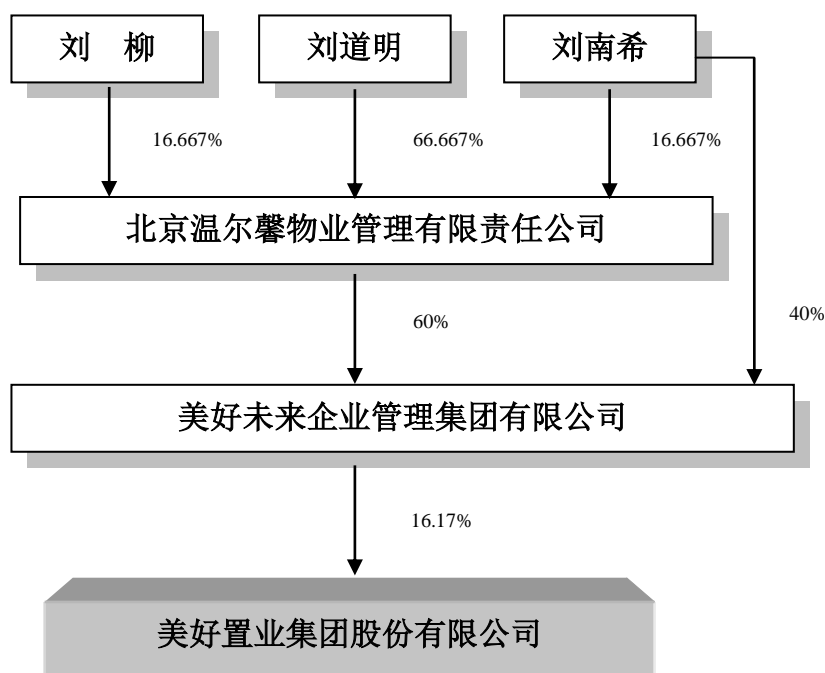 刘　柳
刘道明
刘南希
16.667%
66.667%
16.667%
北京温尔馨物业管理有限责任公司
60%
40%
美好未来企业管理集团有限公司
16.17%
美好置业集团股份有限公司